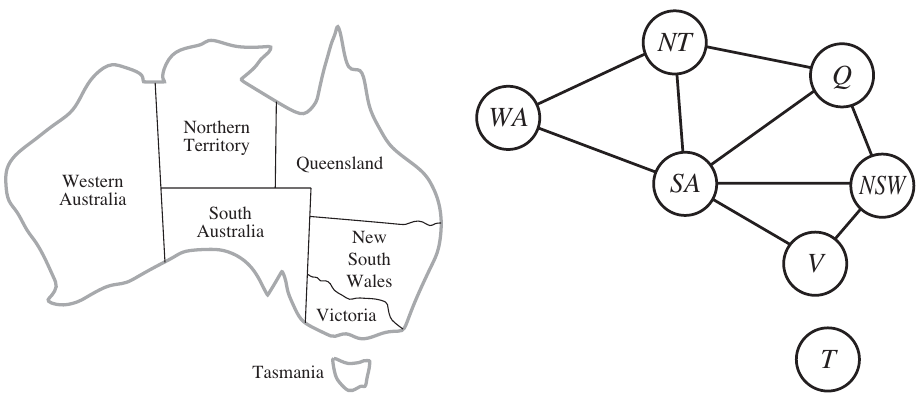 Northern
Territory
Western
Australia
Queensland
South
Australia
New
South
Wales
Victoria
Tasmania
NT
Q
WA
SA
NSW
V
T